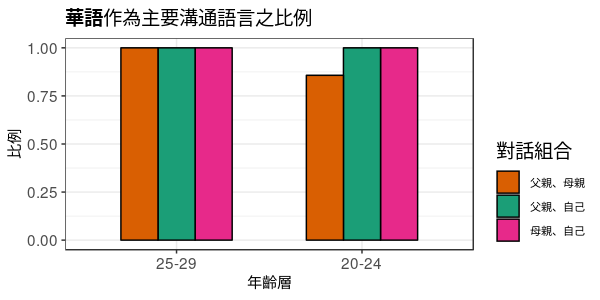 華語作為主要溝通語言之比例
1.00
0.75
0.50
0.25
0.00
比例
25-29
20-24
年齡層
對話組合
父親、母親
父親、自己
母親、自己